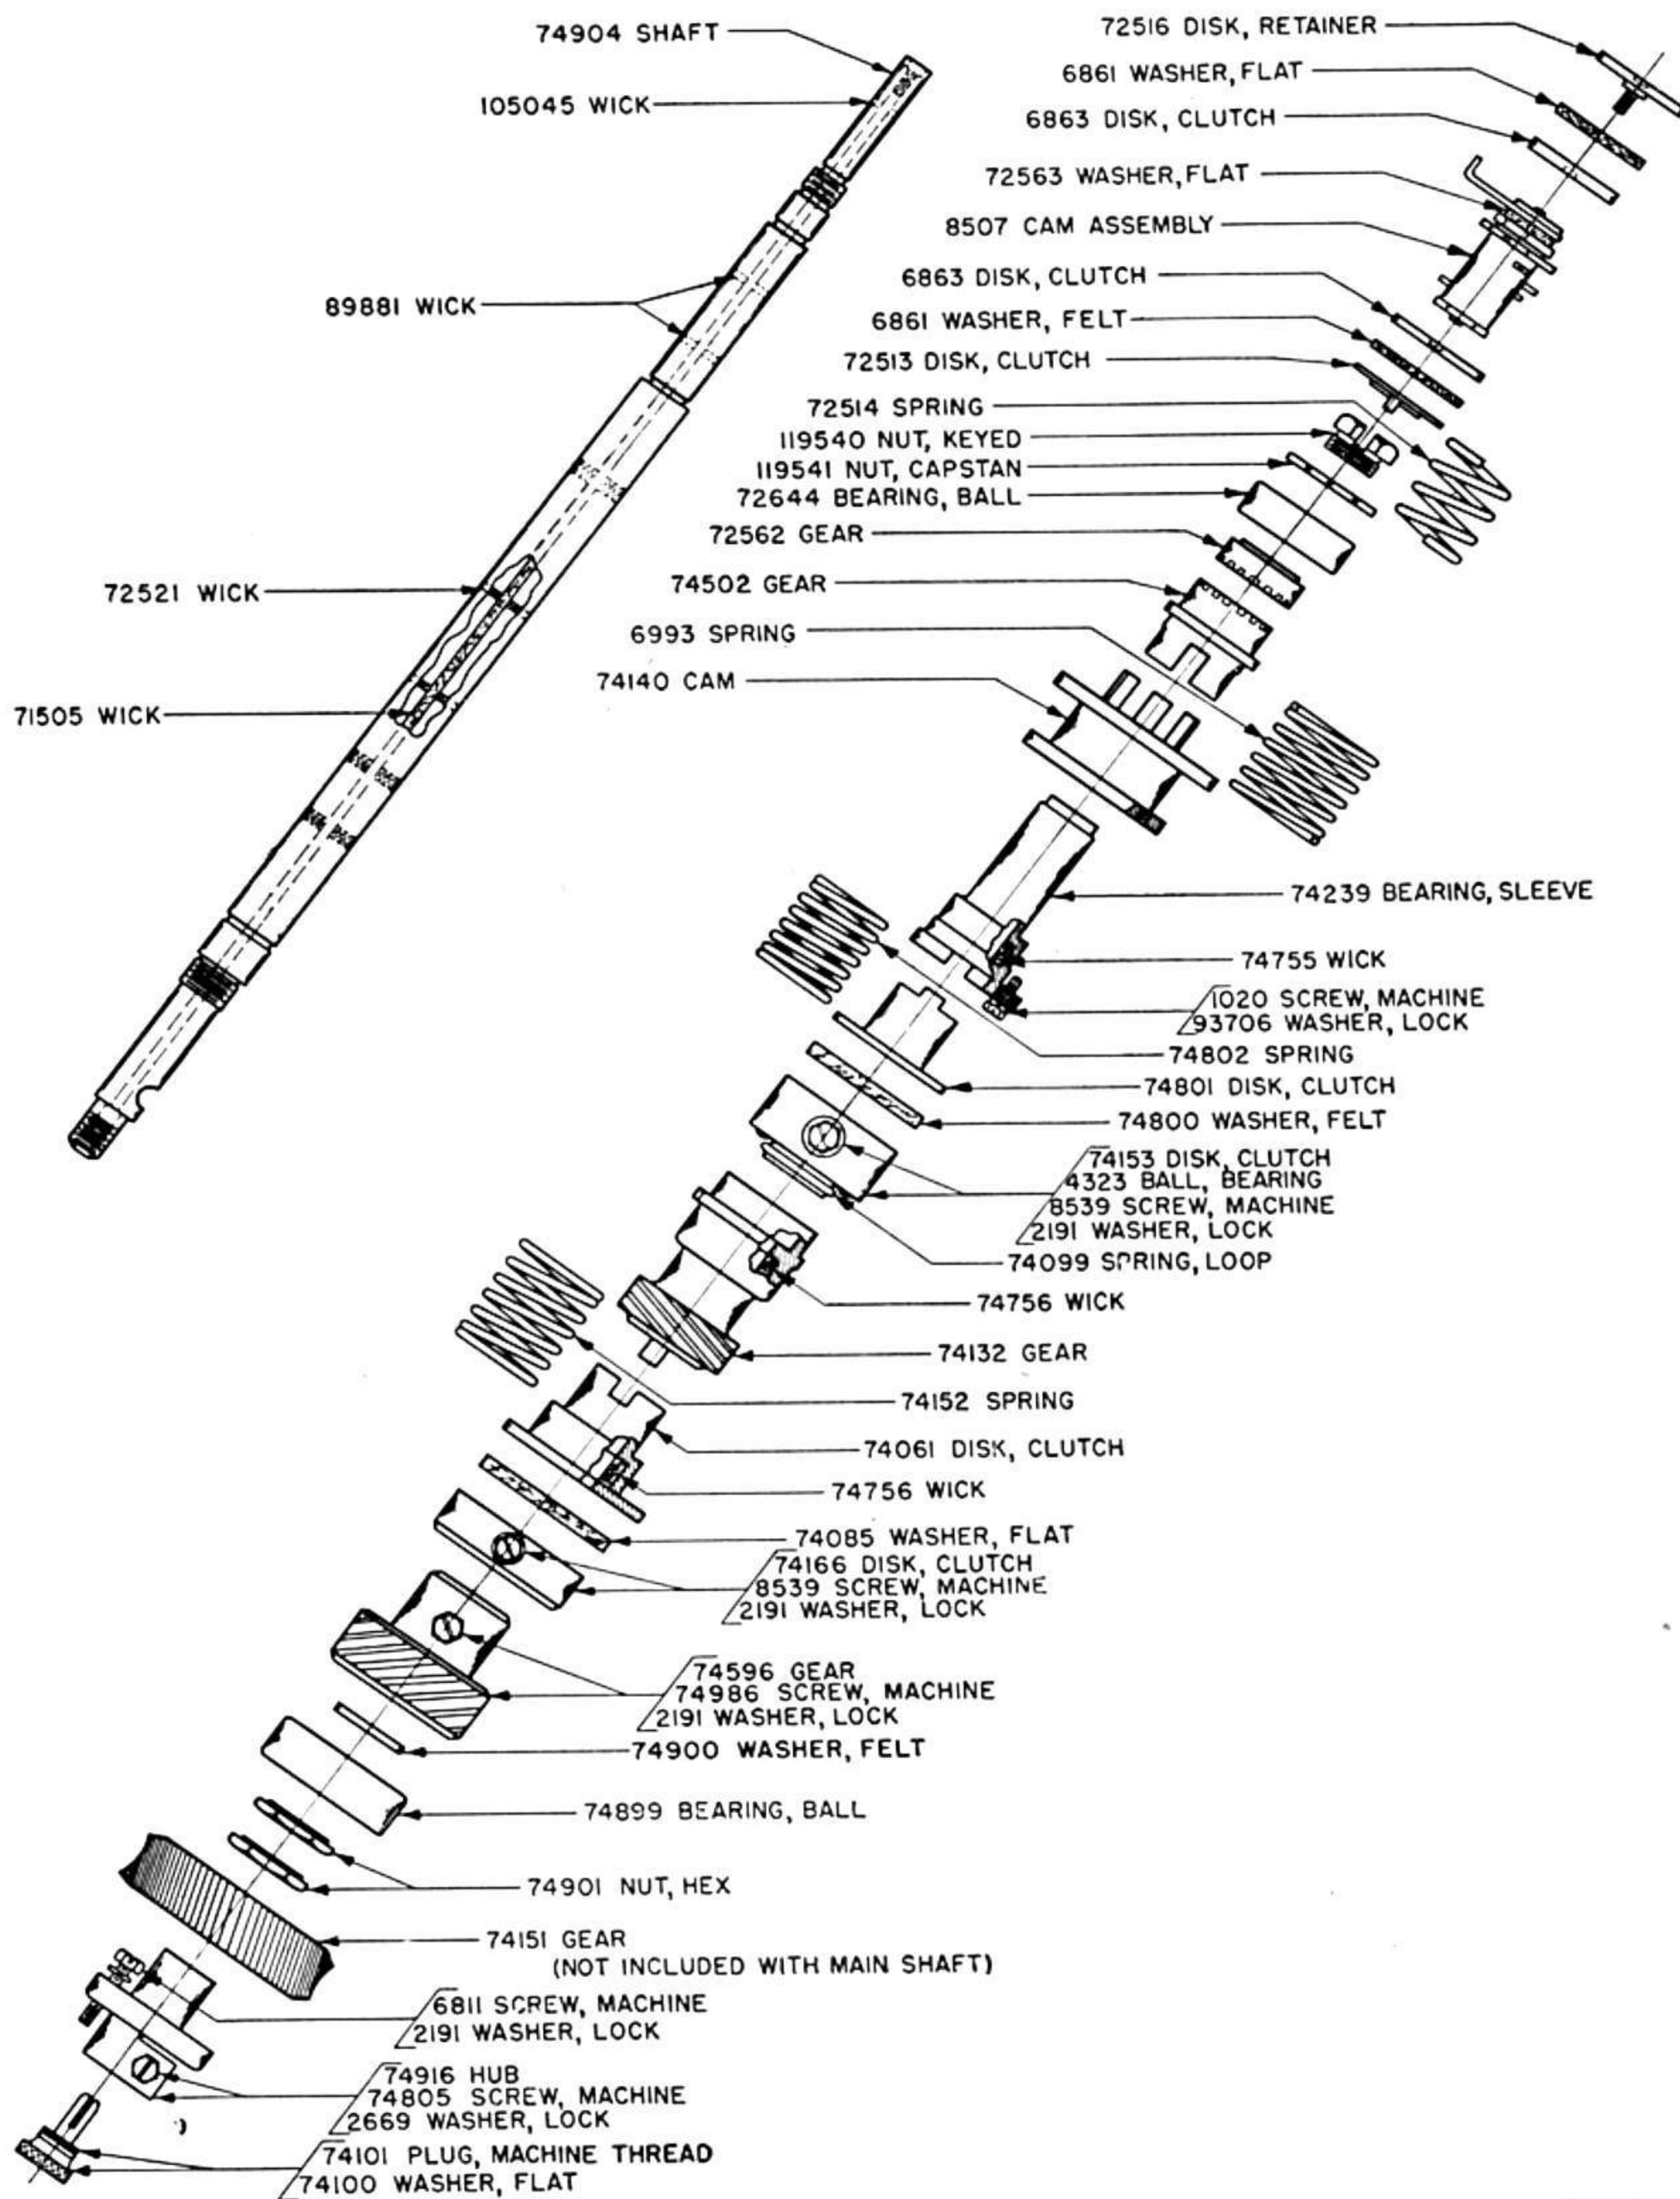 74904 SHAFT
105045 WICK
89881 WICK
72521 WICK
71505 WICK
72516 DISK, RETAINER
6861 WASHER, FLAT
6863 DISK, CLUTCH
72563 WASHER, FLAT
8507 CAM ASSEMBLY
6863 DISK, CLUTCH
6861 WASHER, FELT
72513 DISK, CLUTCH
72514 SPRING
119540 NUT, KEYED
119541 NUT, CAPSTAN
72644 BEARING, BALL
72562 GEAR
74502 GEAR
6993 SPRING
74140 CAM
74239 BEARING, SLEEVE
74755 WICK
1020 SCREW, MACHINE
93706 WASHER, LOCK
74802 SPRING
74801 DISK, CLUTCH
74800 WASHER, FELT
74153 DISK, CLUTCH
4323 BALL, BEARING
8539 SCREW, MACHINE
2191 WASHER, LOCK
74099 SPRING, LOOP
74756 WICK
74132 GEAR
74152 SPRING
74061 DISK, CLUTCH
74756 WICK
74085 WASHER, FLAT
74166 DISK, CLUTCH
8539 SCREW, MACHINE
2191 WASHER, LOCK
74596 GEAR
74986 SCREW, MACHINE
2191 WASHER, LOCK
74900 WASHER, FELT
74899 BEARING, BALL
74901 NUT, HEX
74151 GEAR
(NOT INCLUDED WITH MAIN SHAFT)
6811 SCREW, MACHINE
2191 WASHER, LOCK
74916 HUB
74805 SCREW, MACHINE
2669 WASHER, LOCK
74101 PLUG, MACHINE THREAD
74100 WASHER, FLAT